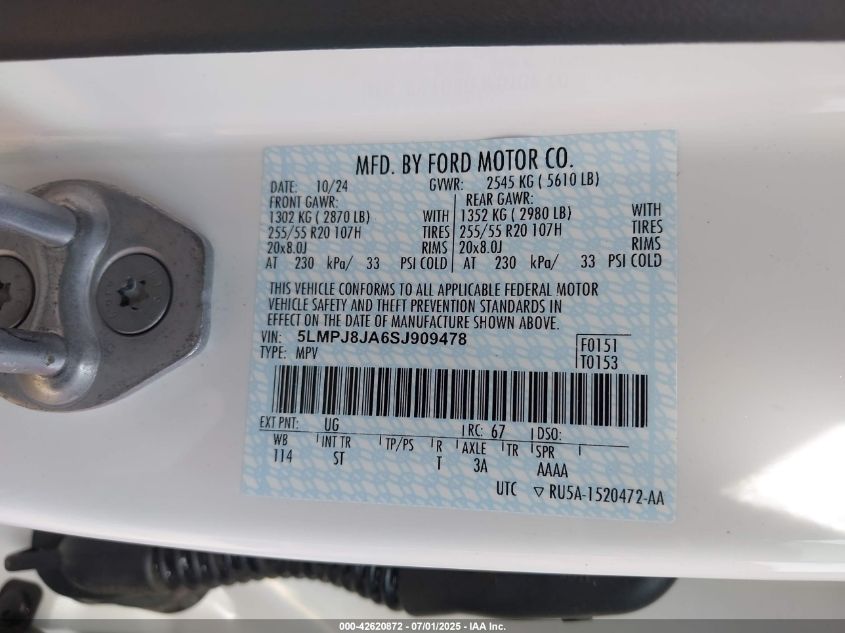 MFD. BY FORD MOTOR CO.
DATE: 10/24 GVWR: 2545 KG ( 5610 LB)
FRONT GAWR: REAR GAWR:
1302 KG ( 2870 LB) WITH 1352 KG ( 2980 LB) WITH
255/55 R20 107H TIRES 255/55 R20 107H TIRES
20x8.0J RIMS 20x8.0J RIMS
AT 230 kPa/ 33 PSI COLD AT 230 kPa/ 33 PSI COLD
THIS VEHICLE CONFORMS TO ALL APPLICABLE FEDERAL MOTOR
VEHICLE SAFETY AND THEFT PREVENTION STANDARDS IN
EFFECT ON THE DATE OF MANUFACTURE SHOWN ABOVE.
VIN: 5LMPJ8JA6SJ909478 F0151
TYPE: MPV T0153
EXT PNT: UG RC: 67 DSO:
WB INT TR TP/PS R AXLE TR SPR
114 ST T 3A AAAA
UTC ▽ RU5A-1520472-AA
000-42620872 / 07/01/2025 - IAA Inc.